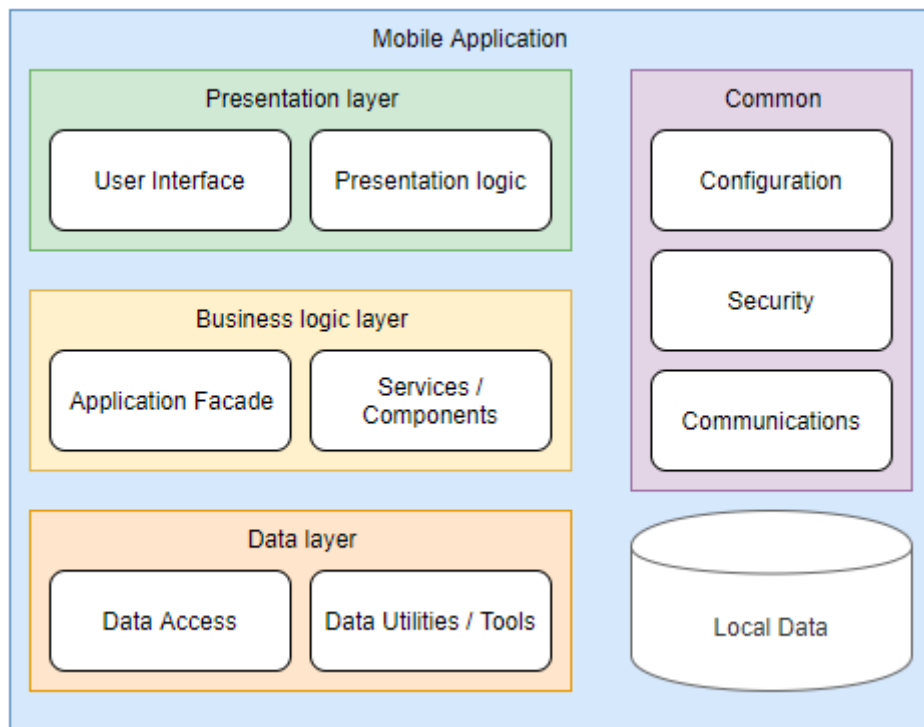 Mobile Application
Presentation layer
User Interface
Presentation logic
Business logic layer
Application Facade
Services /
Components
Data layer
Data Access
Data Utilities / Tools
Common
Configuration
Security
Communications
Local Data